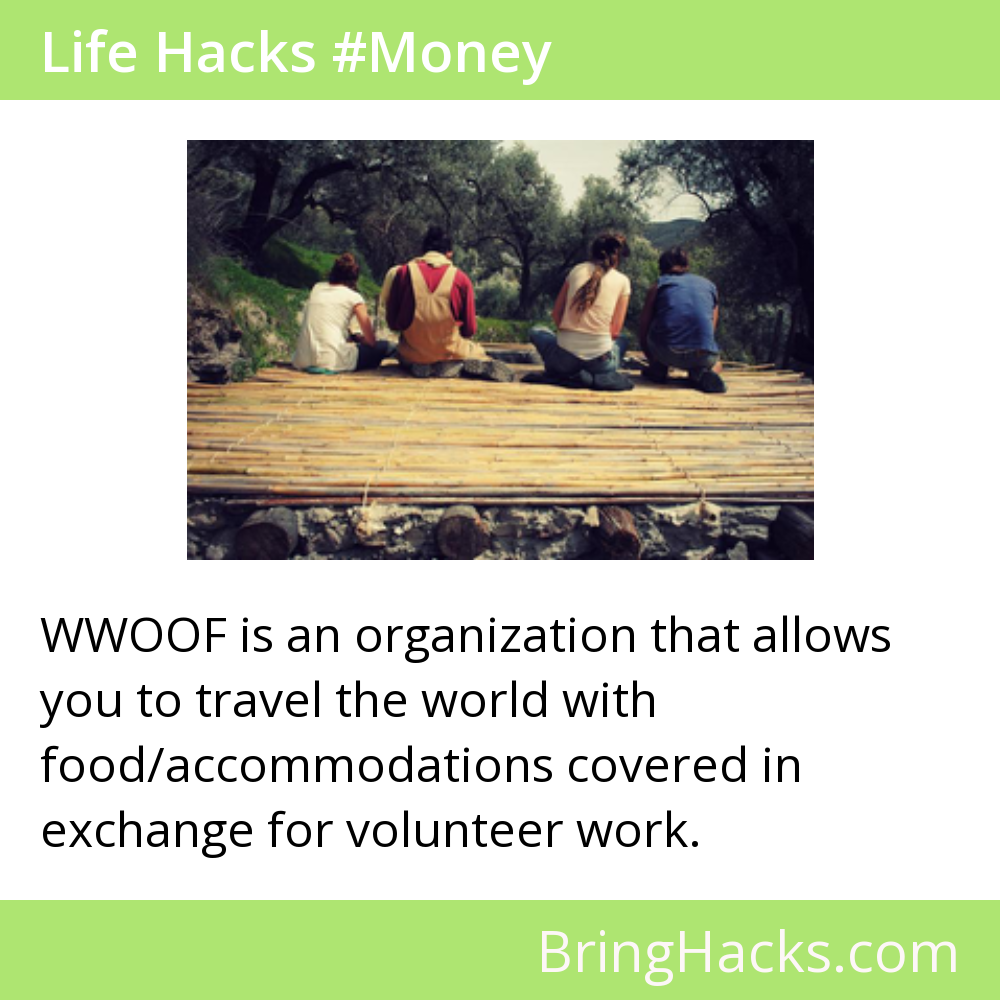 Life Hacks #Money
WWOOF is an organization that allows
you to travel the world with
food/accommodations covered in
exchange for volunteer work.
BringHacks.com